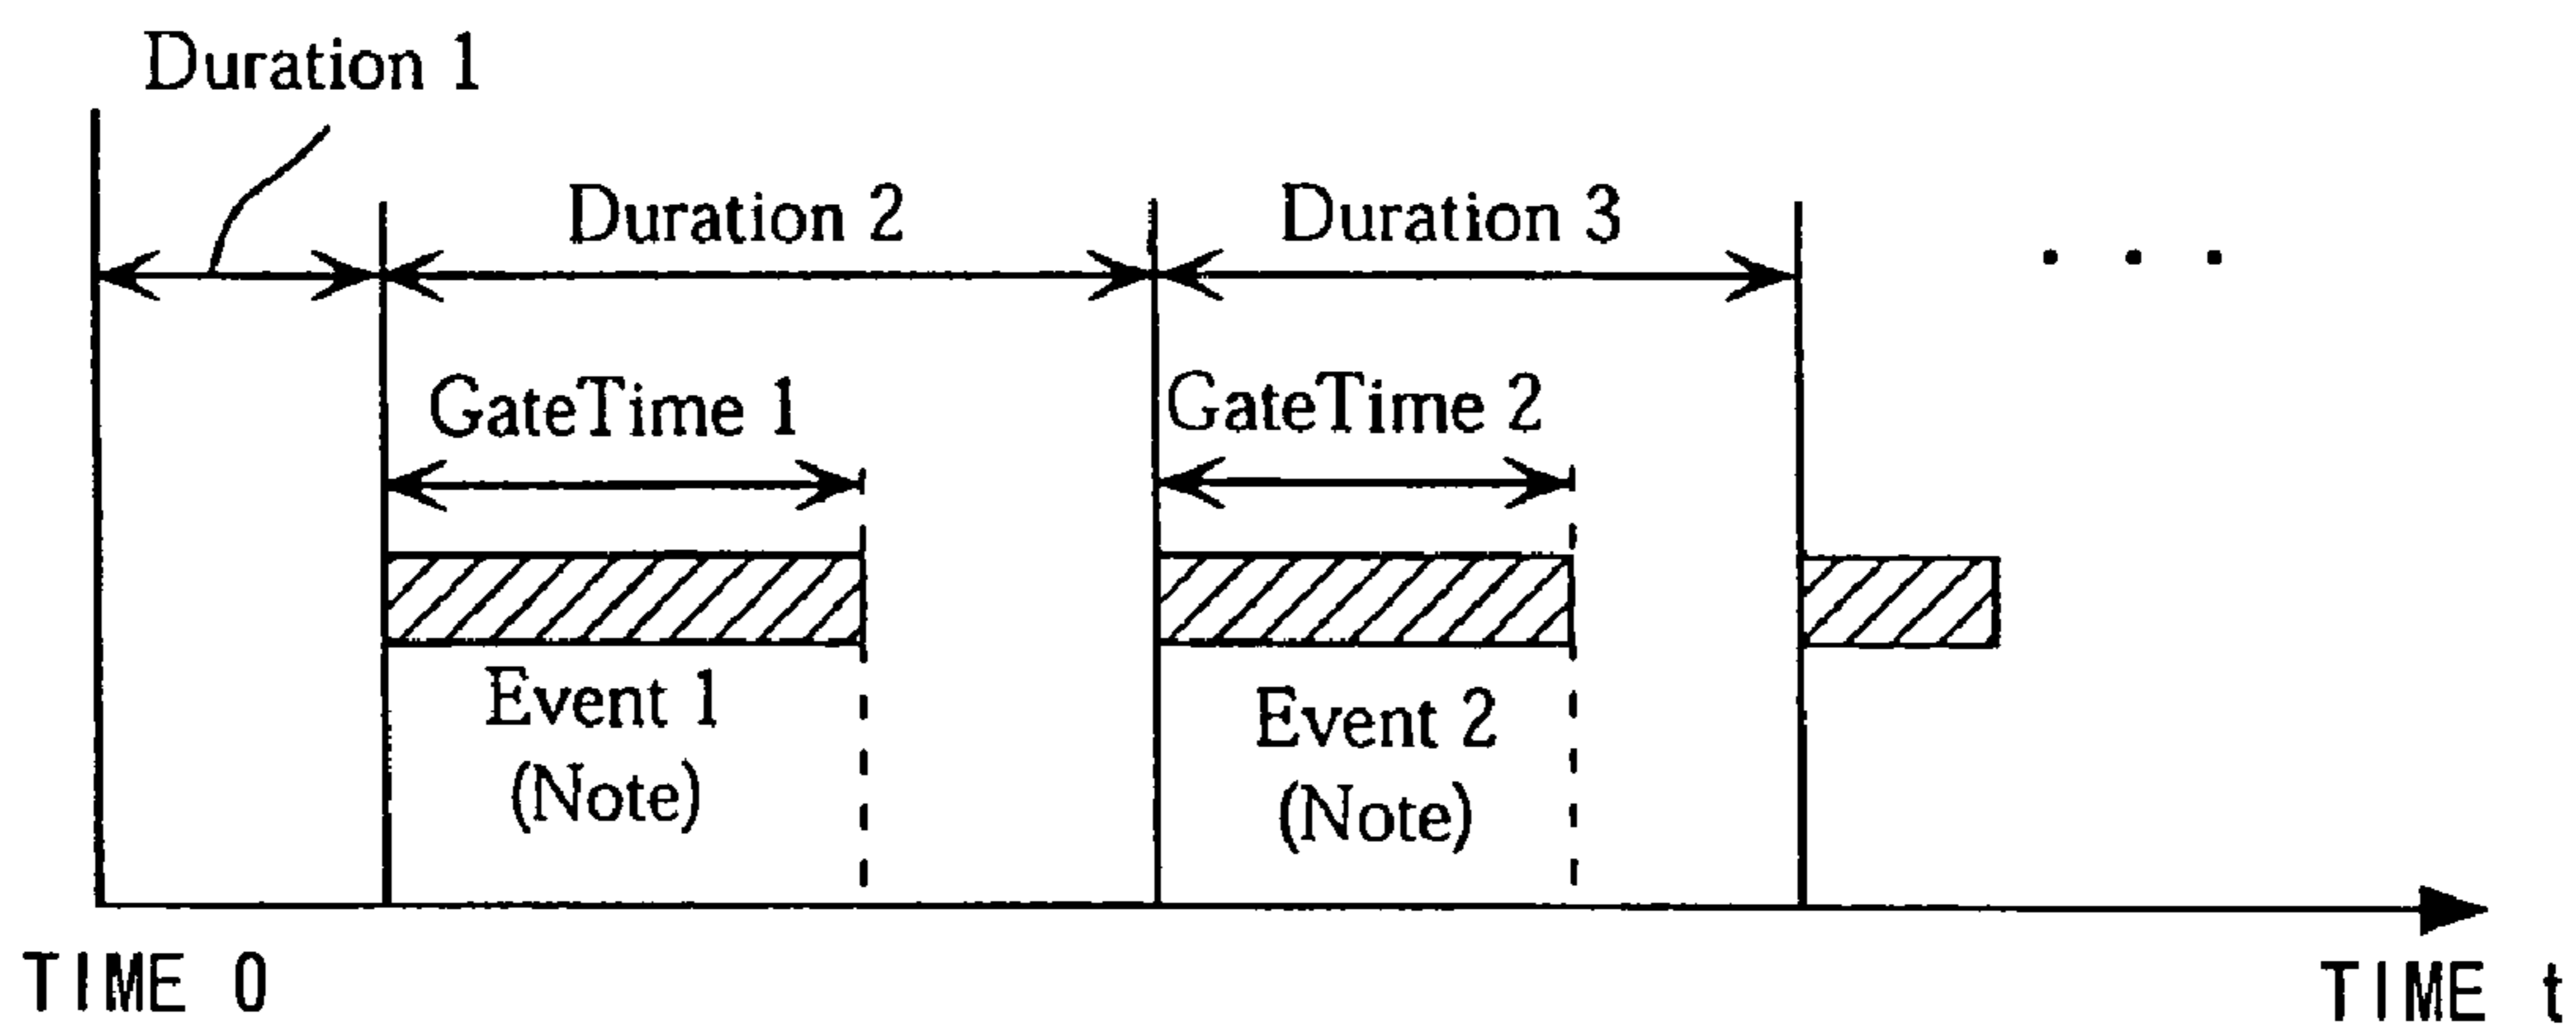 Duration 1
Duration 2
Duration 3
. . .
GateTime 1
GateTime 2
Event 1
(Note)
Event 2
(Note)
TIME 0
TIME t